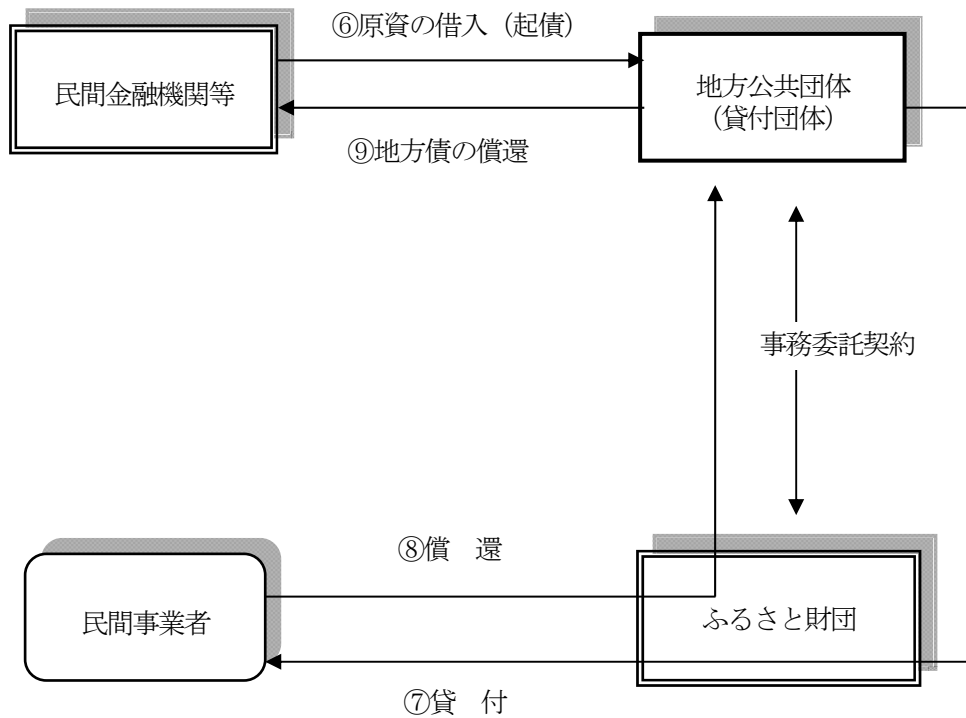 ⑥原資の借入（起債）
民間金融機関等
地方公共団体
（貸付団体）
⑨地方債の償還
事務委託契約
⑧償　還
民間事業者
ふるさと財団
⑦貸　付